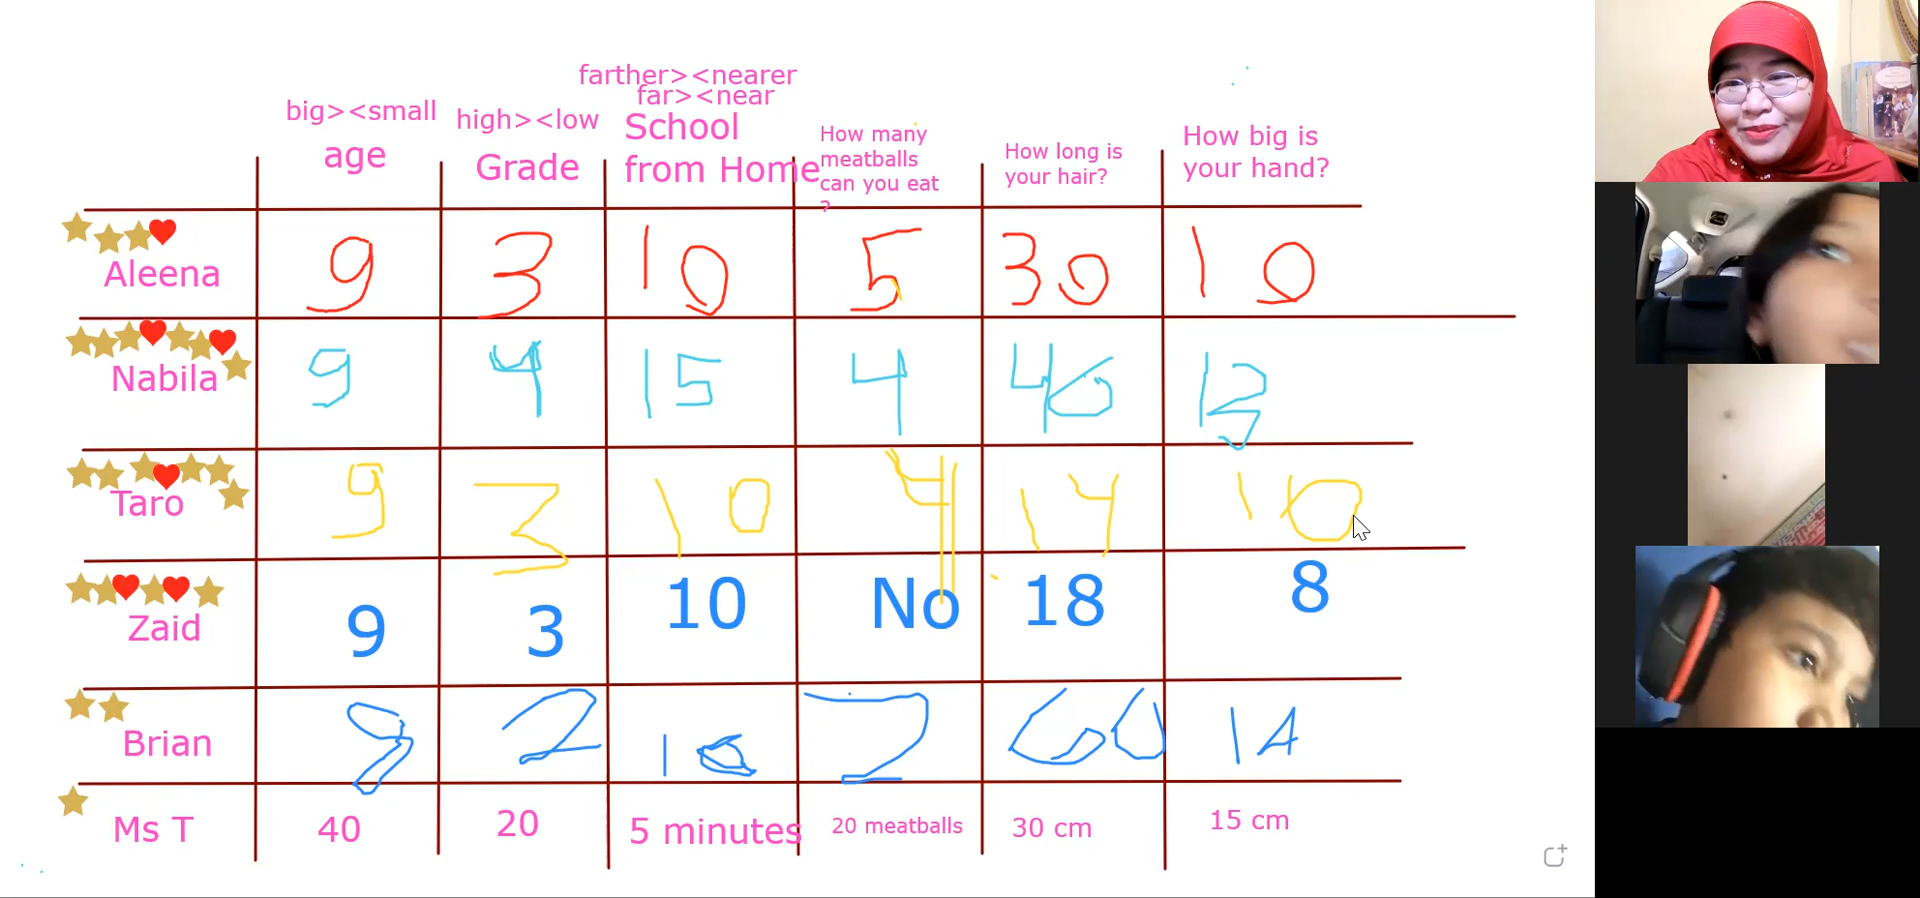 farther><nearer
far><near
big><small
high><low
School
from Home
age
Grade
How many
meatballs
can you eat
?
How long is
your hair?
How big is
your hand?
Aleena 9 3 10 5 30 10
Nabila 9 4 15 4 46 13
Taro 9 3 10 4 14 10
Zaid 9 3 10 No 18 8
Brian 8 2 10 2 60 14
Ms T 40 20 5 minutes 20 meatballs 30 cm 15 cm